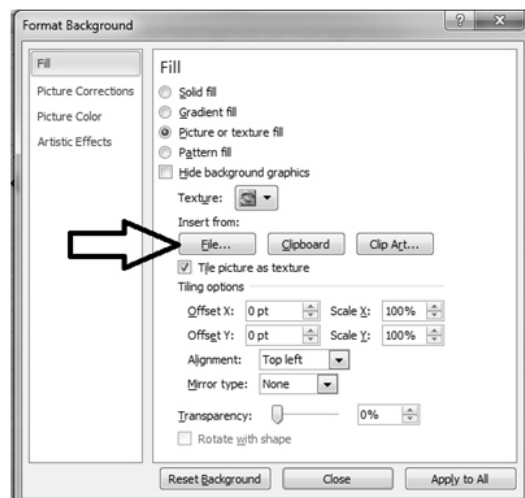 Format Background
Fill
Picture Corrections
Picture Color
Artistic Effects
Fill
Solid fill
Gradient fill
Picture or texture fill
Pattern fill
Hide background graphics
Texture:
Insert from:
File... Clipboard Clip Art...
Tile picture as texture
Tiling options
Offset X: 0 pt Scale X: 100%
Offset Y: 0 pt Scale Y: 100%
Alignment: Top left
Mirror type: None
Transparency: 0%
Rotate with shape
Reset Background Close Apply to All